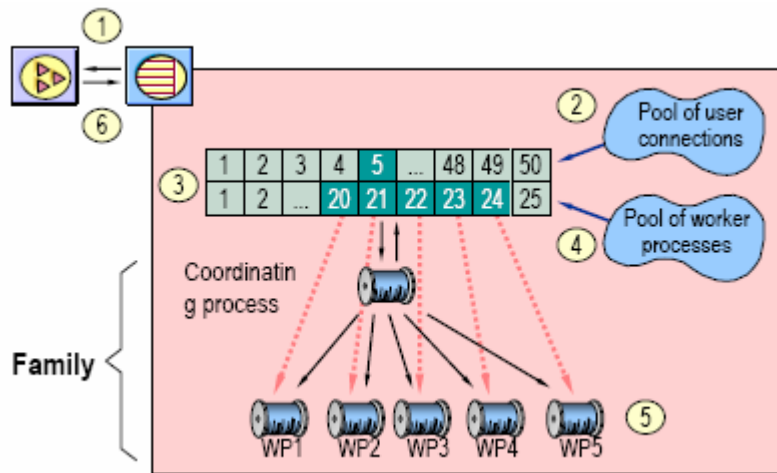 1
6
2
Pool of user
connections
3
1 2 3 4 5 ... 48 49 50
1 2 ... 20 21 22 23 24 25
Pool of worker
processes
4
Coordinatin
g process
Family
WP1 WP2 WP3 WP4 WP5
5